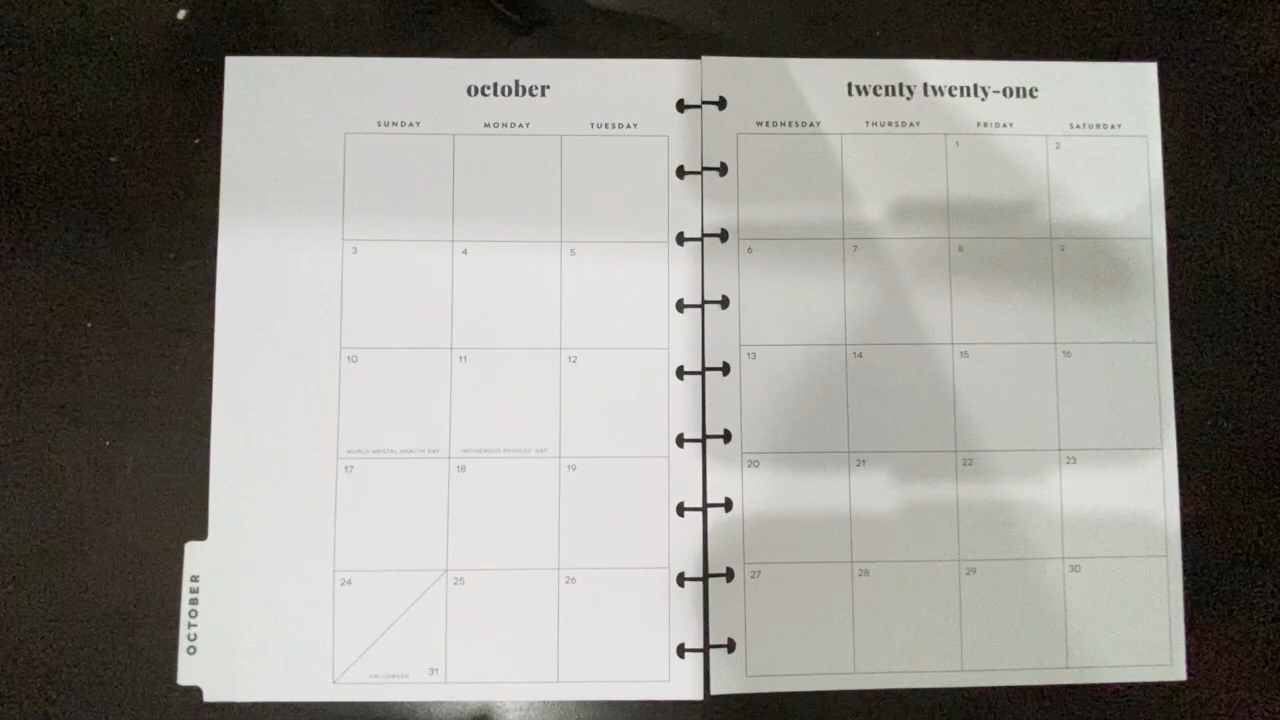 october
twenty twenty-one
SUNDAY MONDAY TUESDAY WEDNESDAY THURSDAY FRIDAY SATURDAY
1 2
3 4 5 6 7 8 9
10 11 12 13 14 15 16
WORLD MENTAL HEALTH DAY INDIGENOUS PEOPLES' DAY
17 18 19 20 21 22 23
24 25 26 27 28 29 30
HALLOWEEN 31
OCTOBER